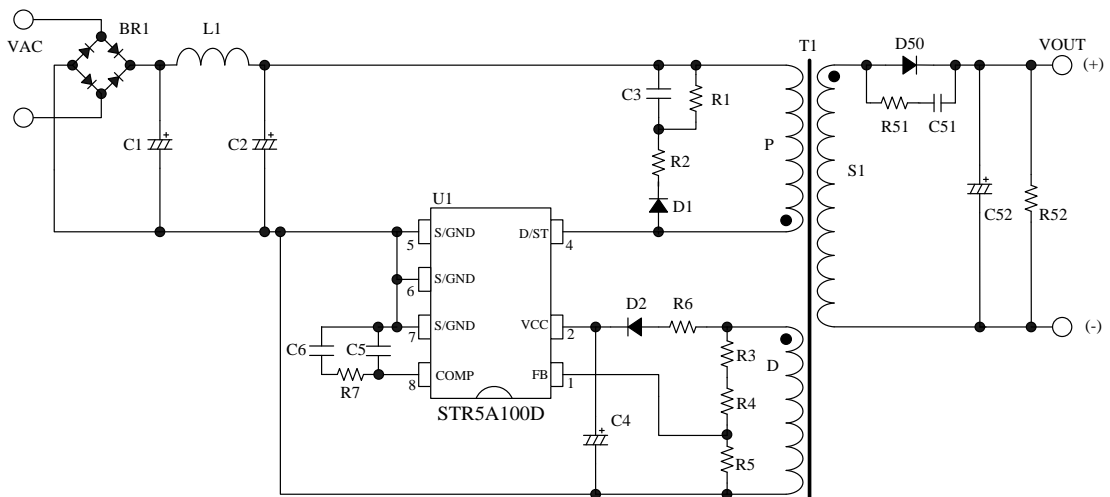 BR1
L1
T1
D50
VOUT
VAC
(+)
C3
R1
R51
C51
C1
C2
P
R2
S1
U1
D1
C52
R52
S/GND
D/ST
5
4
S/GND
6
D2
R6
S/GND
VCC
(-)
7
2
C6
C5
R3
D
COMP
FB
R7
8
1
R4
STR5A100D
C4
R5